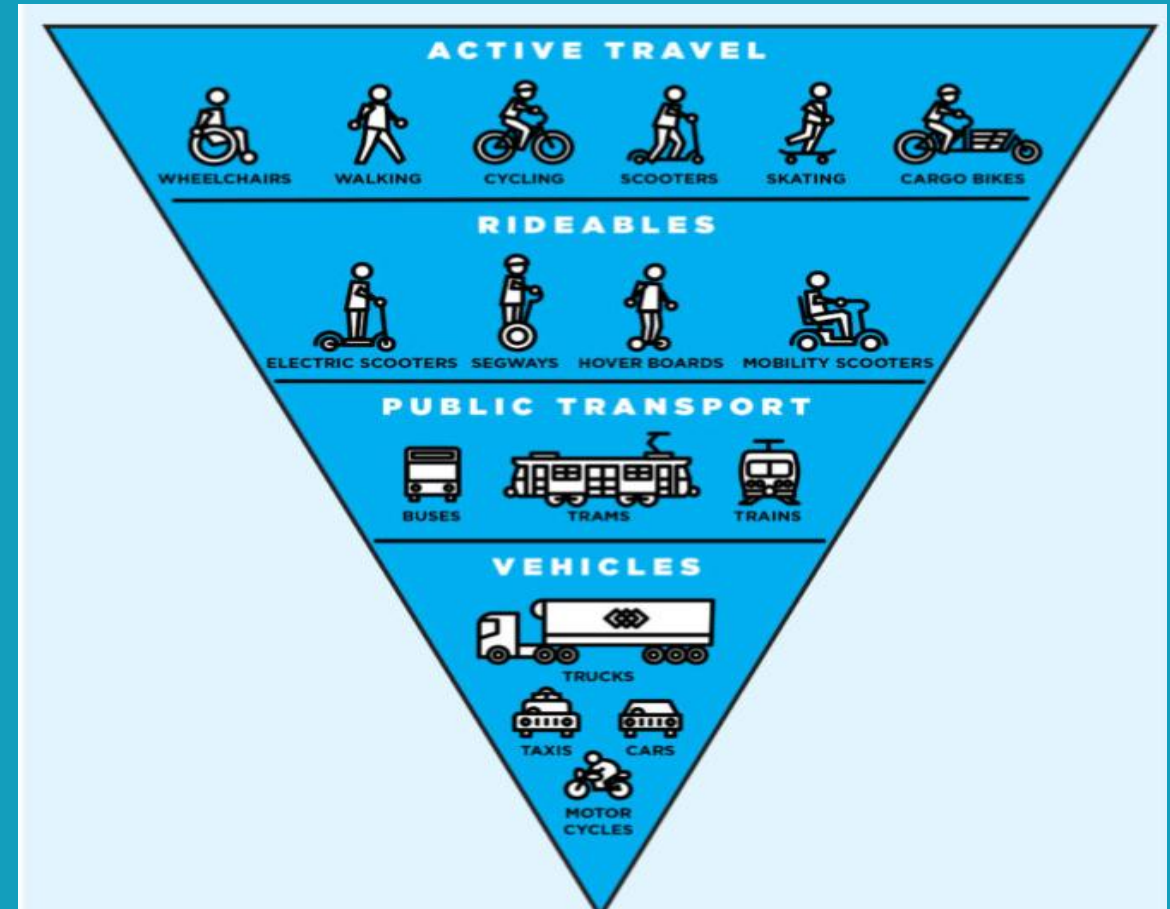 ACTIVE TRAVEL
WHEELCHAIRS WALKING CYCLING SCOOTERS SKATING CARGO BIKES
RIDEABLES
ELECTRIC SCOOTERS SEGWAYS HOVER BOARDS MOBILITY SCOOTERS
PUBLIC TRANSPORT
BUSES TRAMS TRAINS
VEHICLES
TRUCKS
TAXIS CARS
MOTOR
CYCLES